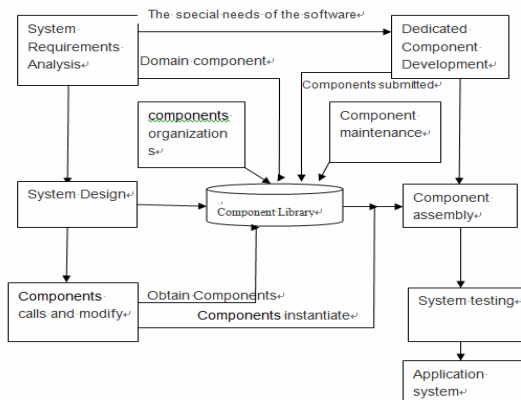 The special needs of the software
System
Requirements
Analysis
Dedicated
Component
Development
Domain component
Components submitted
components
organization
s
Component
maintenance
System Design
Component Library
Component
assembly
Components
calls and modify
Obtain Components
Components instantiate
System testing
Application
system